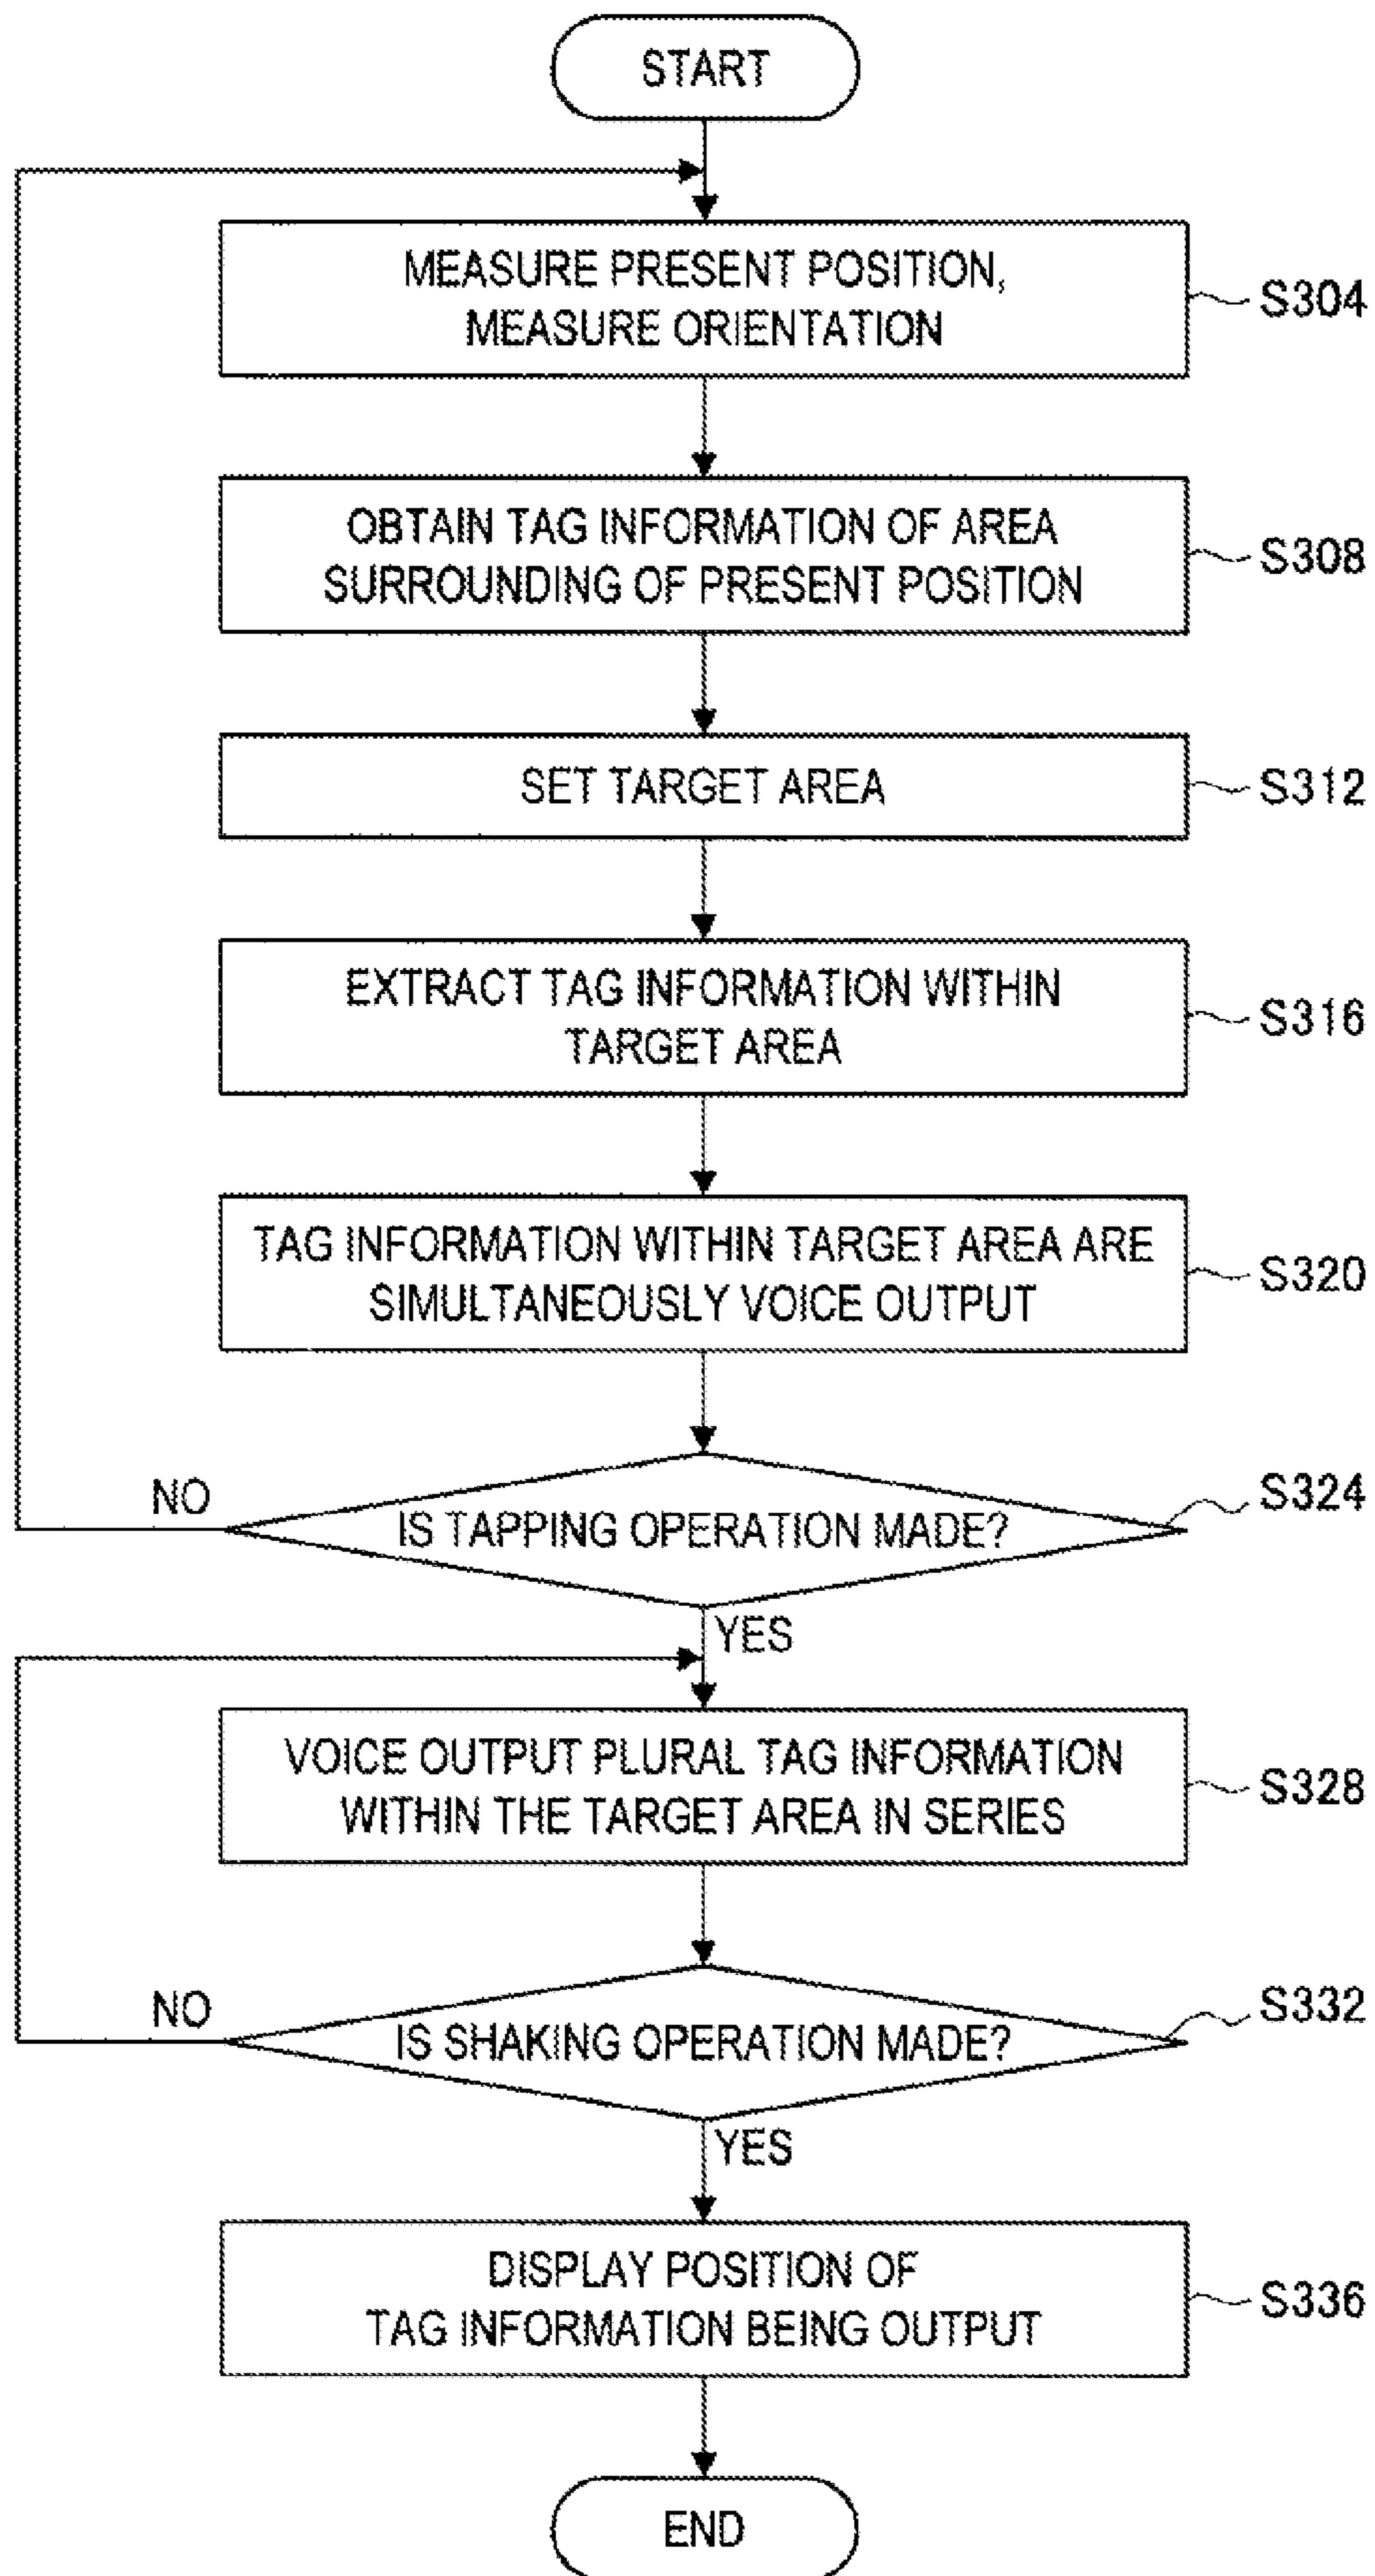 START
MEASURE PRESENT POSITION,
MEASURE ORIENTATION
S304
OBTAIN TAG INFORMATION OF AREA
SURROUNDING OF PRESENT POSITION
S308
SET TARGET AREA
S312
EXTRACT TAG INFORMATION WITHIN
TARGET AREA
S316
TAG INFORMATION WITHIN TARGET AREA ARE
SIMULTANEOUSLY VOICE OUTPUT
S320
NO
IS TAPPING OPERATION MADE?
S324
YES
VOICE OUTPUT PLURAL TAG INFORMATION
WITHIN THE TARGET AREA IN SERIES
S328
NO
IS SHAKING OPERATION MADE?
S332
YES
DISPLAY POSITION OF
TAG INFORMATION BEING OUTPUT
S336
END